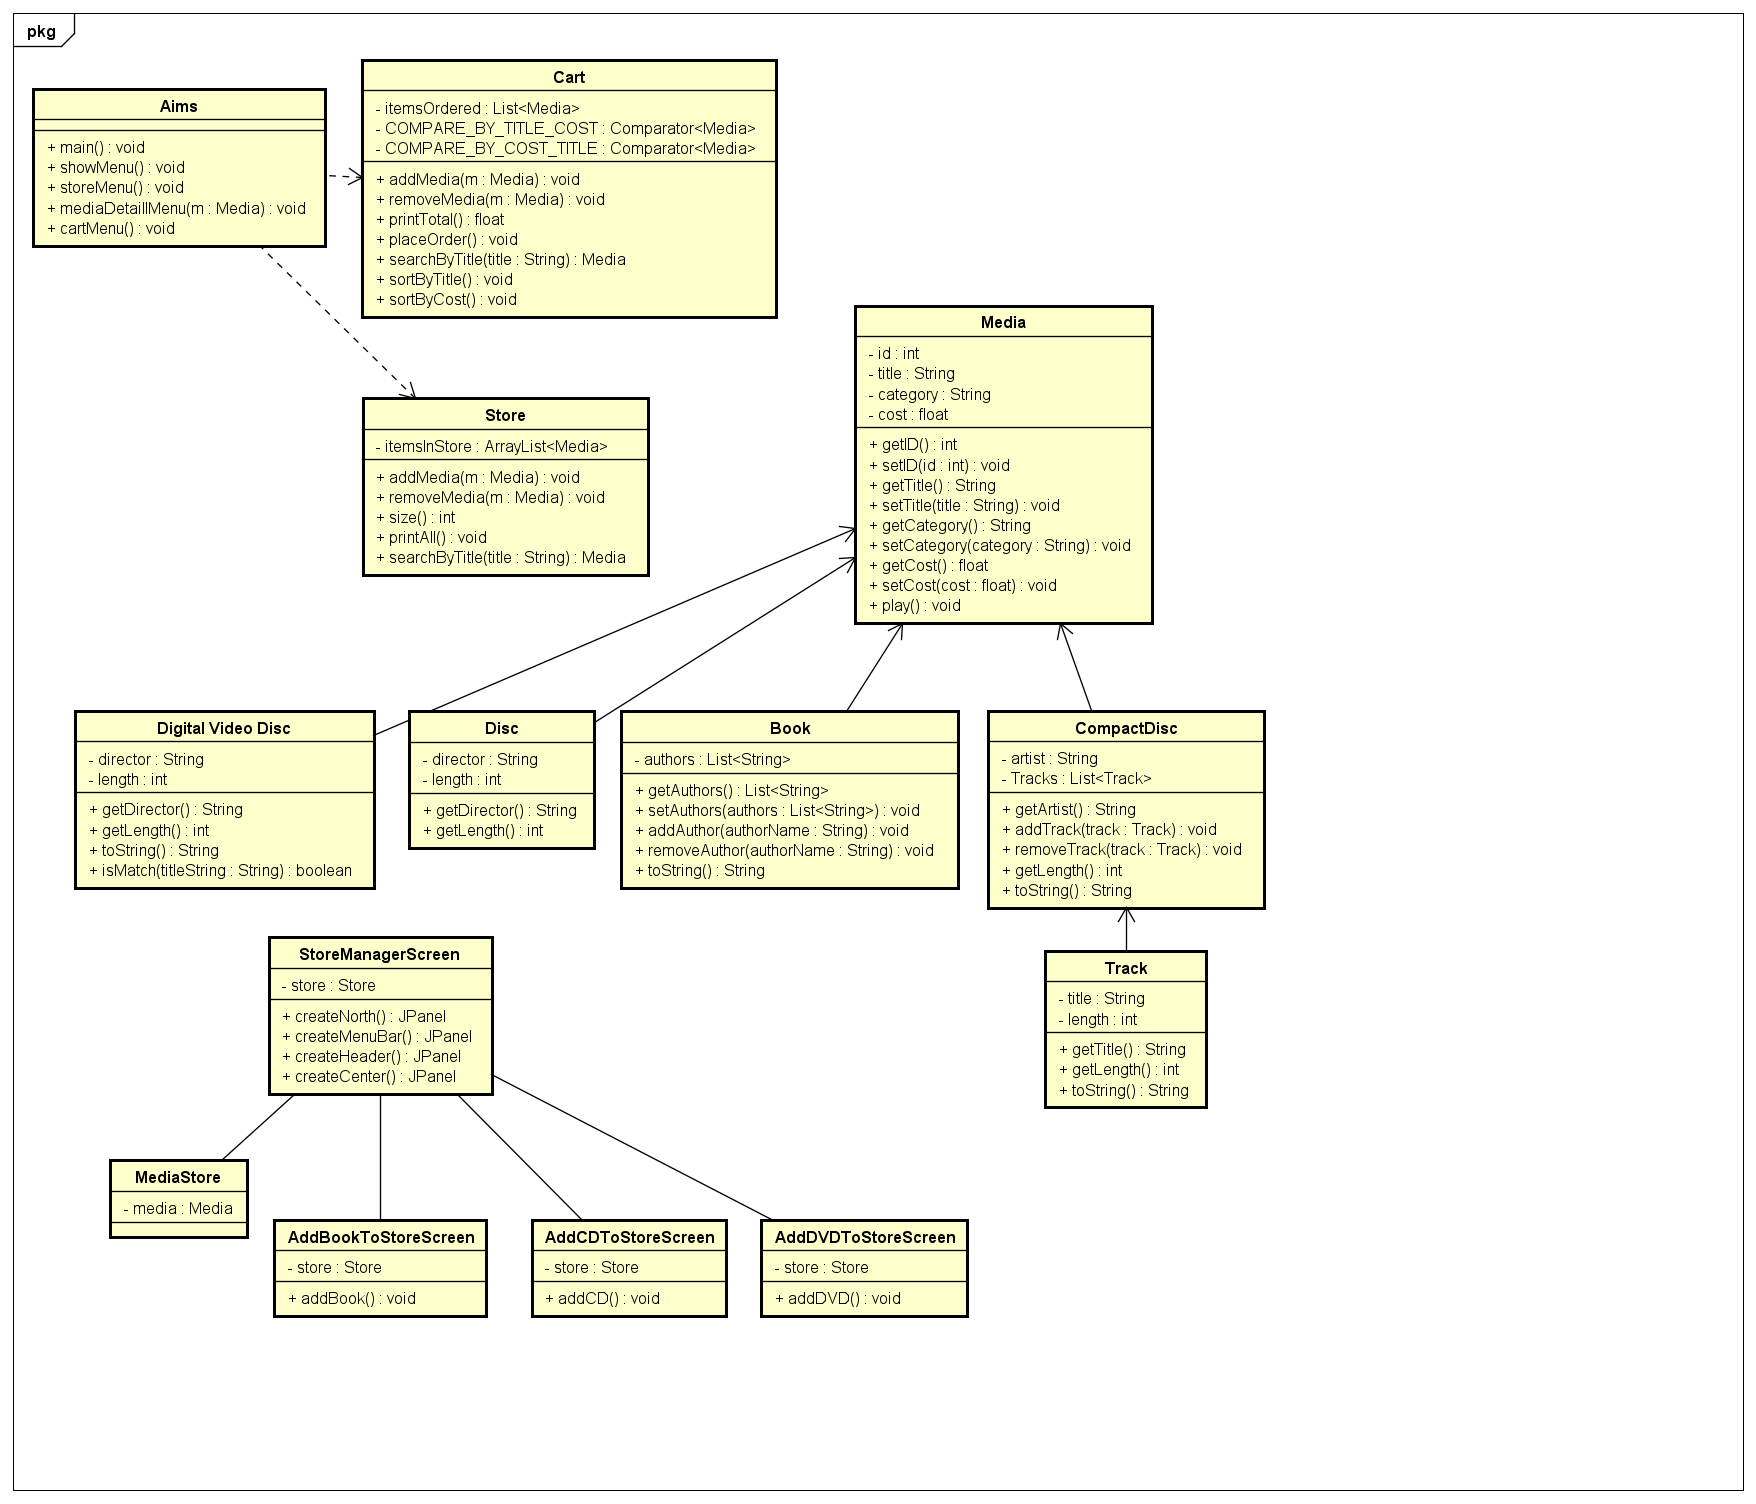 pkg
Aims
+ main() : void
+ showMenu() : void
+ storeMenu() : void
+ mediaDetaillMenu(m : Media) : void
+ cartMenu() : void
Cart
- itemsOrdered : List<Media>
- COMPARE_BY_TITLE_COST : Comparator<Media>
- COMPARE_BY_COST_TITLE : Comparator<Media>
+ addMedia(m : Media) : void
+ removeMedia(m : Media) : void
+ printTotal() : float
+ placeOrder() : void
+ searchByTitle(title : String) : Media
+ sortByTitle() : void
+ sortByCost() : void
Media
- id : int
- title : String
- category : String
- cost : float
+ getID() : int
+ setID(id : int) : void
+ getTitle() : String
+ setTitle(title : String) : void
+ getCategory() : String
+ setCategory(category : String) : void
+ getCost() : float
+ setCost(cost : float) : void
+ play() : void
Store
- itemsInStore : ArrayList<Media>
+ addMedia(m : Media) : void
+ removeMedia(m : Media) : void
+ size() : int
+ printAll() : void
+ searchByTitle(title : String) : Media
Digital Video Disc
- director : String
- length : int
+ getDirector() : String
+ getLength() : int
+ toString() : String
+ isMatch(titleString : String) : boolean
Disc
- director : String
- length : int
+ getDirector() : String
+ getLength() : int
Book
- authors : List<String>
+ getAuthors() : List<String>
+ setAuthors(authors : List<String>) : void
+ addAuthor(authorName : String) : void
+ removeAuthor(authorName : String) : void
+ toString() : String
CompactDisc
- artist : String
- Tracks : List<Track>
+ getArtist() : String
+ addTrack(track : Track) : void
+ removeTrack(track : Track) : void
+ getLength() : int
+ toString() : String
StoreManagerScreen
- store : Store
+ createNorth() : JPanel
+ createMenuBar() : JPanel
+ createHeader() : JPanel
+ createCenter() : JPanel
Track
- title : String
- length : int
+ getTitle() : String
+ getLength() : int
+ toString() : String
MediaStore
- media : Media
AddBookToStoreScreen
- store : Store
+ addBook() : void
AddCDToStoreScreen
- store : Store
+ addCD() : void
AddDVDToStoreScreen
- store : Store
+ addDVD() : void